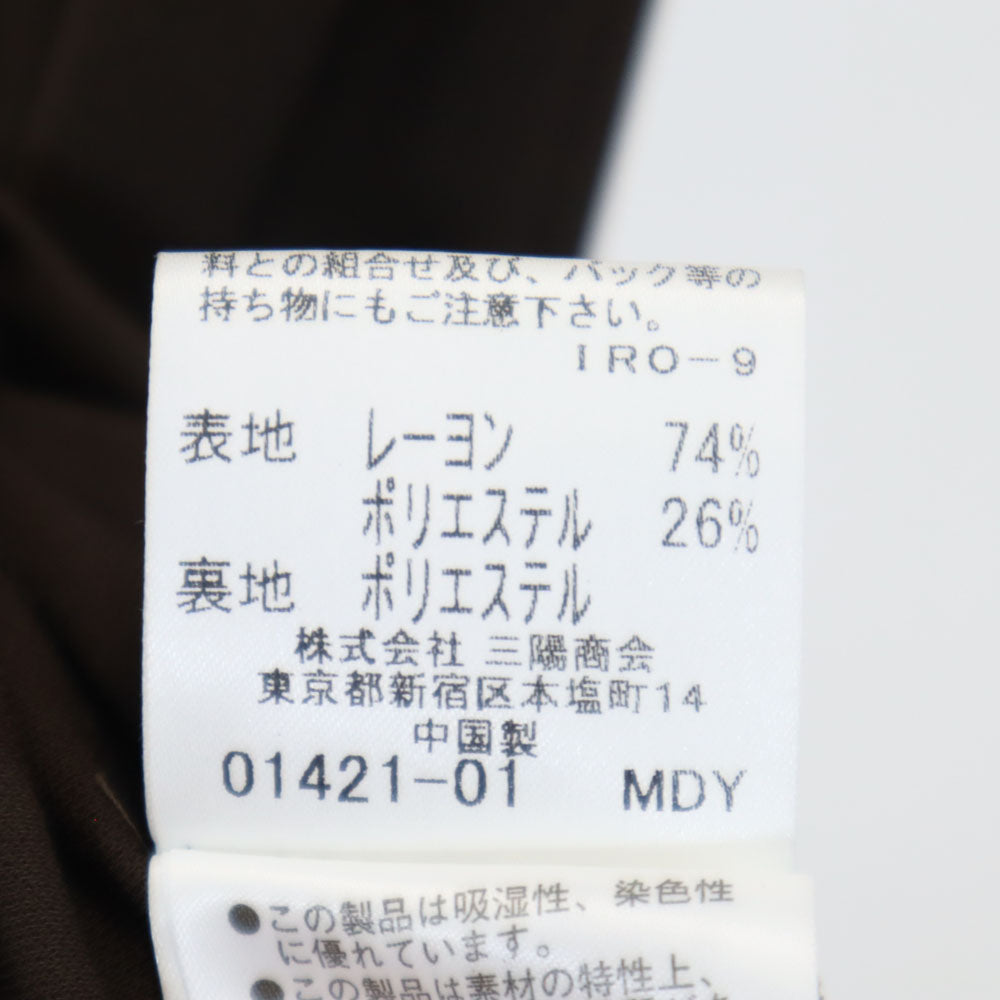 料との組合せ及び、バック等の
持ち物にもご注意下さい。
IRO-9
表地 レーヨン 74%
ポリエステル 26%
裏地 ポリエステル
株式会社 三陽商会
東京都新宿区本塩町14
中国製
01421-01 MDY
●この製品は吸湿性、染色性
に優れています。
●この製品は素材の特性上、